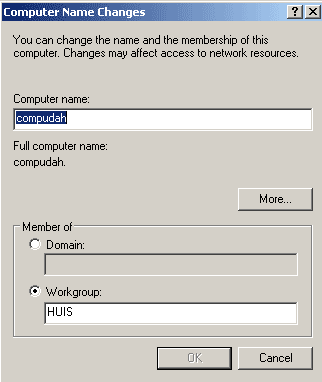 Computer Name Changes
You can change the name and the membership of this
computer. Changes may affect access to network resources.
Computer name:
compudah
Full computer name:
compudah.
More...
Member of
Domain:
Workgroup:
HUIS
OK
Cancel